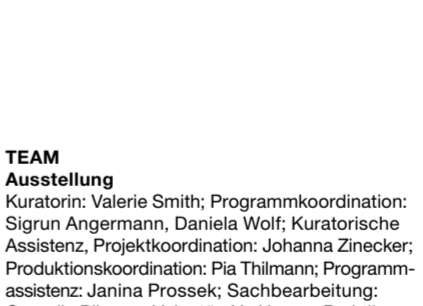 TEAM
Ausstellung
Kuratorin: Valerie Smith; Programmkoordination:
Sigrun Angermann, Daniela Wolf; Kuratorische
Assistenz, Projektkoordination: Johanna Zinecker;
Produktionskoordination: Pia Thilmann; Programm-
assistenz: Janina Prossek; Sachbearbeitung: